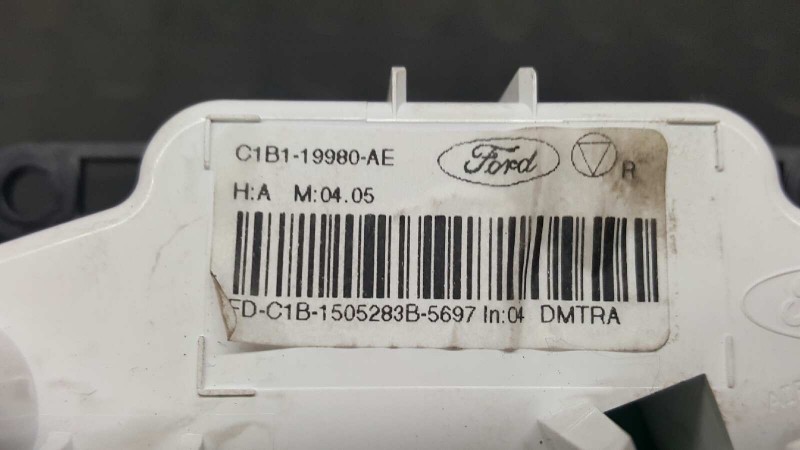 C1B1-19980-AE
Ford
R
H:A M:04.05
FD-C1B-1505283B-5697 In:04 DMTRA